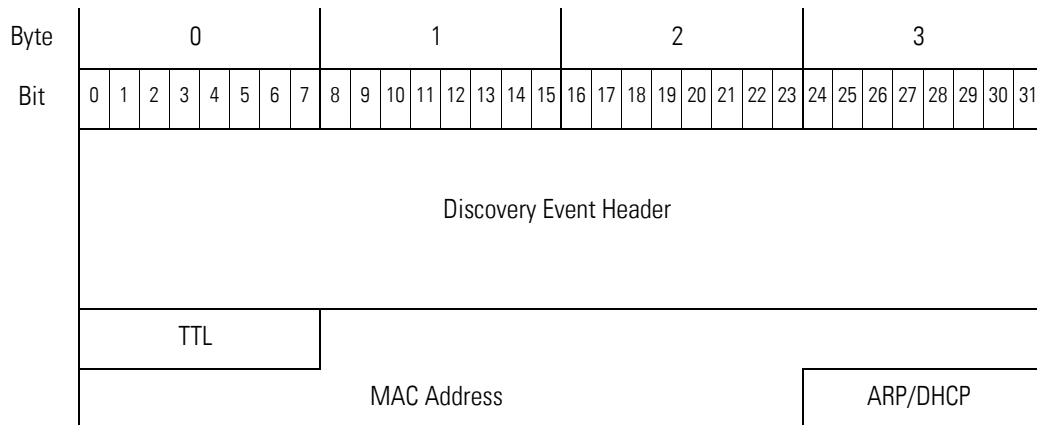 Byte 0 1 2 3
Bit 0 1 2 3 4 5 6 7 8 9 10 11 12 13 14 15 16 17 18 19 20 21 22 23 24 25 26 27 28 29 30 31
Discovery Event Header
TTL
MAC Address ARP/DHCP